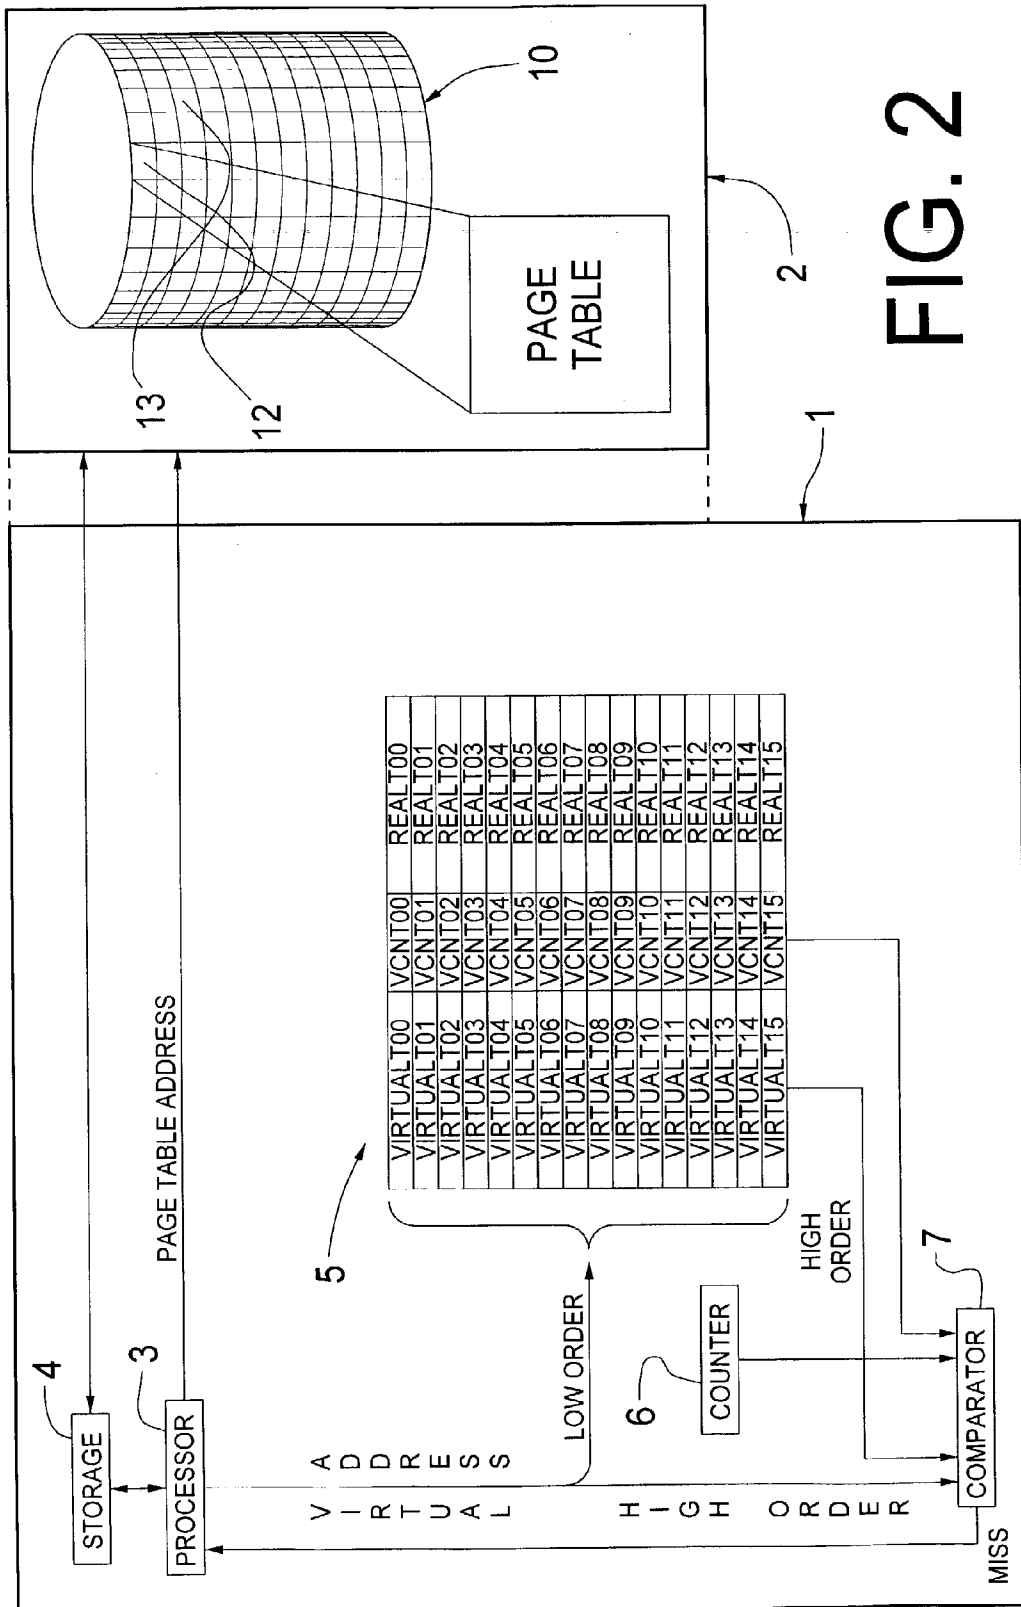 4
STORAGE
3
PROCESSOR
PAGE TABLE ADDRESS
VIRTUAL
ADDRESS
LOW ORDER
HIGH ORDER
5
VIRTUALT00 VCNT00 REALT00
VIRTUALT01 VCNT01 REALT01
VIRTUALT02 VCNT02 REALT02
VIRTUALT03 VCNT03 REALT03
VIRTUALT04 VCNT04 REALT04
VIRTUALT05 VCNT05 REALT05
VIRTUALT06 VCNT06 REALT06
VIRTUALT07 VCNT07 REALT07
VIRTUALT08 VCNT08 REALT08
VIRTUALT09 VCNT09 REALT09
VIRTUALT10 VCNT10 REALT10
VIRTUALT11 VCNT11 REALT11
VIRTUALT12 VCNT12 REALT12
VIRTUALT13 VCNT13 REALT13
VIRTUALT14 VCNT14 REALT14
VIRTUALT15 VCNT15 REALT15
6
COUNTER
HIGH
ORDER
7
COMPARATOR
MISS
1
13
12
10
PAGE
TABLE
2
FIG. 2